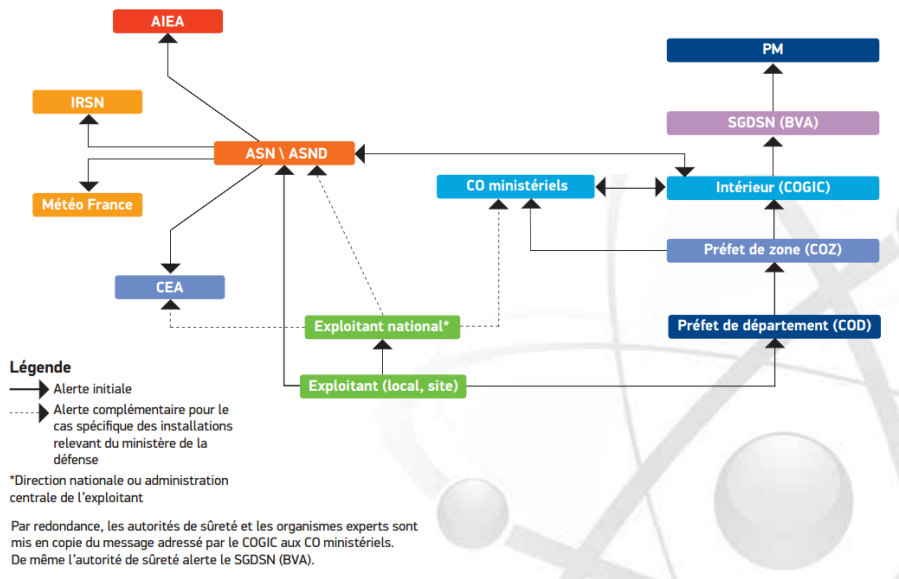 AIEA
PM
IRSN
SGDSN (BVA)
ASN \ ASND
CO ministériels
Intérieur (COGIC)
Météo France
Préfet de zone (COZ)
CEA
Exploitant national*
Préfet de département (COD)
Exploitant (local, site)
Légende
Alerte initiale
Alerte complémentaire pour le
cas spécifique des installations
relevant du ministère de la
défense
*Direction nationale ou administration
centrale de l'exploitant
Par redondance, les autorités de sûreté et les organismes experts sont
mis en copie du message adressé par le COGIC aux CO ministériels.
De même l'autorité de sûreté alerte le SGDSN (BVA).